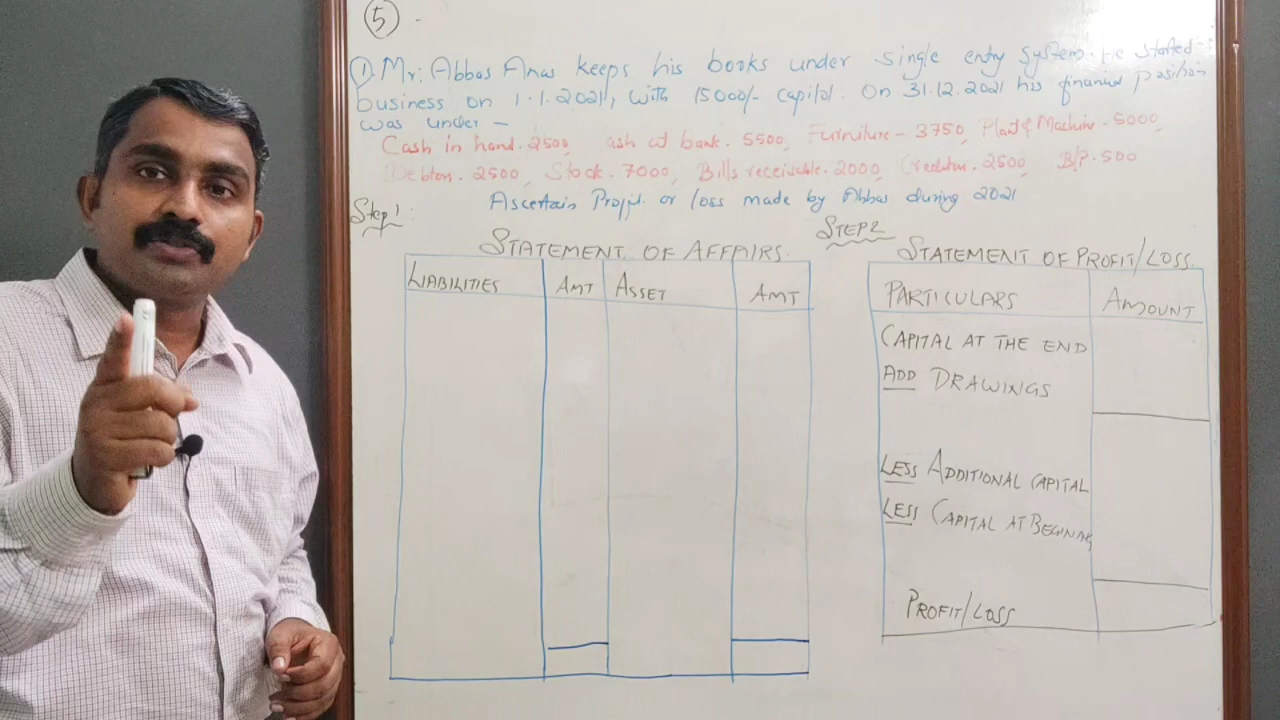 5
① Mr: Abbas Anas keeps his books under single entry system. He started
business on 1.1.2021, with 15000/- capital. On 31.12.2021 his financial position
was under -
Cash in hand. 2500, ash at bank. 5500, Furniture - 3750, Plant & Machine. 5000,
Debtors. 2500, Stock. 7000, Bills receivable. 2000, Creditors. 2500, B/P. 500
Ascertain Profit or loss made by Abbas during 2021
Step 1
STATEMENT OF AFFAIRS
LIABILITIES AMT ASSET AMT
STEP 2
STATEMENT OF PROFIT/LOSS
PARTICULARS AMOUNT
CAPITAL AT THE END
ADD DRAWINGS
LESS ADDITIONAL CAPITAL
LESS CAPITAL AT BEGINING
PROFIT/LOSS